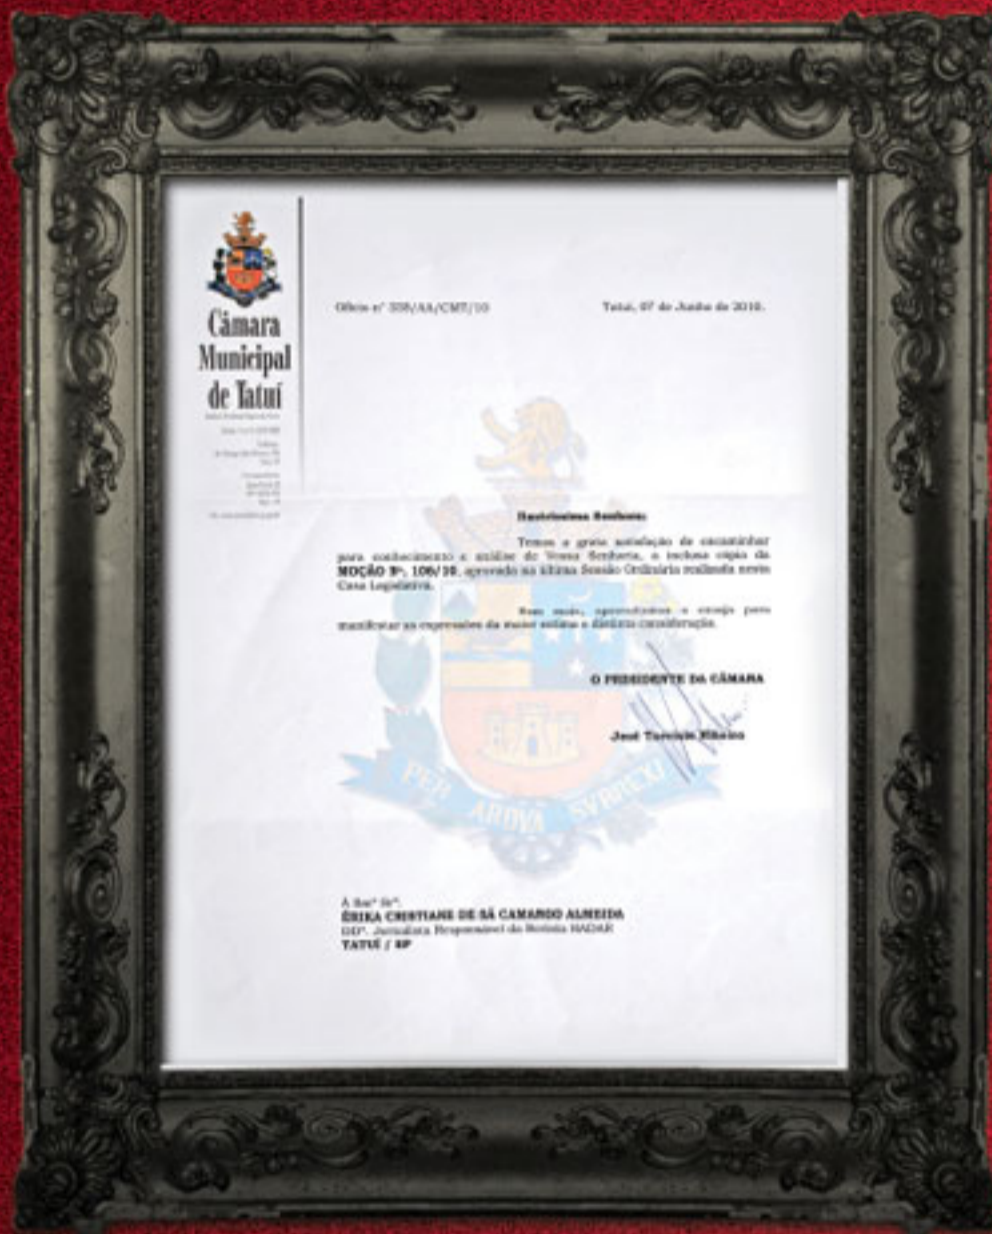 Câmara
Municipal
de Tatuí
Ofício nº /AA/CMT/10
Tatuí, 07 de Junho de 2010.
Ilustríssima Senhora:
Temos a grata satisfação de encaminhar
para conhecimento e análise de Vossa Senhoria, a inclusa cópia da
MOÇÃO Nº. 106/10, aprovada na última Sessão Ordinária realizada nesta
Casa Legislativa.
Sem mais, aproveitamos o ensejo para
manifestar as expressões da maior estima e distinta consideração.
O PRESIDENTE DA CÂMARA
José Tarcísio Ribeiro
PER ARDVA SVRREXI
À Ilmª Srª.
ÉRIKA CRISTIANE DE SÁ CAMARGO ALMEIDA
DDª. Jornalista Responsável da Revista RADAR
TATUÍ / SP